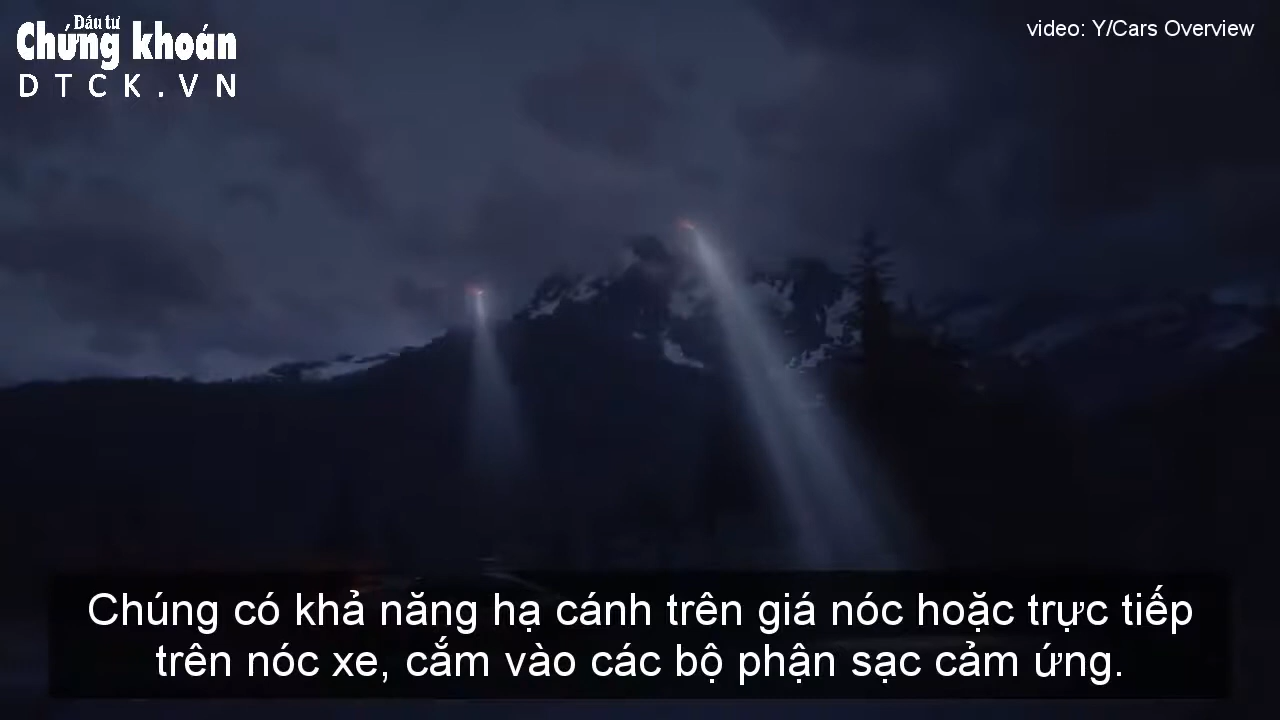 Đầu tư
Chứng khoán
DTCK.VN
video: Y/Cars Overview
Chúng có khả năng hạ cánh trên giá nóc hoặc trực tiếp
trên nóc xe, cắm vào các bộ phận sạc cảm ứng.